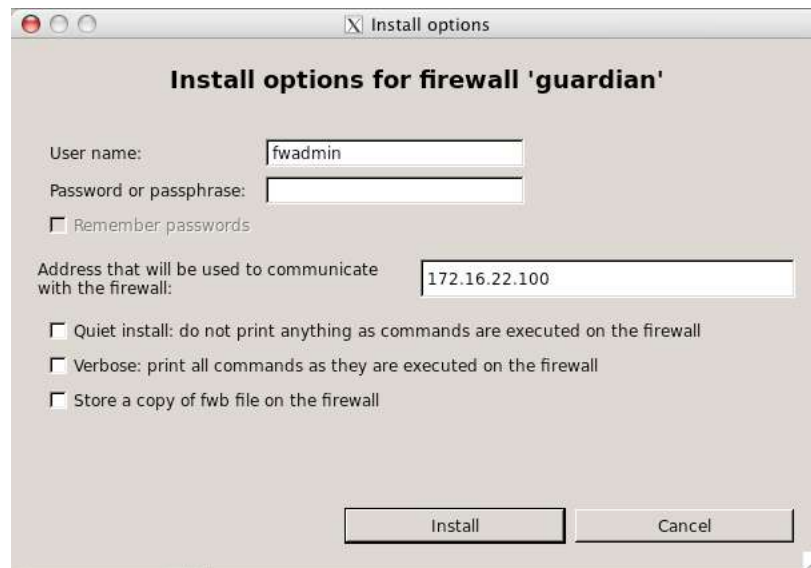 X Install options
Install options for firewall 'guardian'
User name: fwadmin
Password or passphrase:
Remember passwords
Address that will be used to communicate
with the firewall: 172.16.22.100
Quiet install: do not print anything as commands are executed on the firewall
Verbose: print all commands as they are executed on the firewall
Store a copy of fwb file on the firewall
Install Cancel